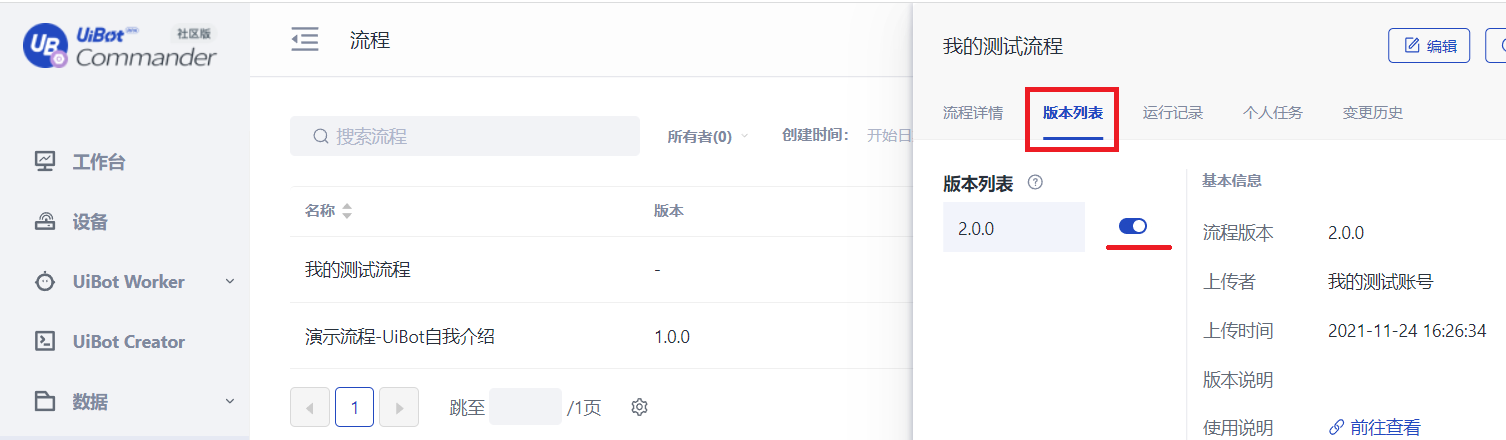 UiBot 社区版
Commander
工作台
设备
UiBot Worker
UiBot Creator
数据
流程
搜索流程
所有者(0)
创建时间:
开始日
名称
版本
我的测试流程
-
演示流程-UiBot自我介绍
1.0.0
1
跳至
/1页
我的测试流程
编辑
流程详情
版本列表
运行记录
个人任务
变更历史
版本列表
2.0.0
基本信息
流程版本 2.0.0
上传者 我的测试账号
上传时间 2021-11-24 16:26:34
版本说明
使用说明 前往查看